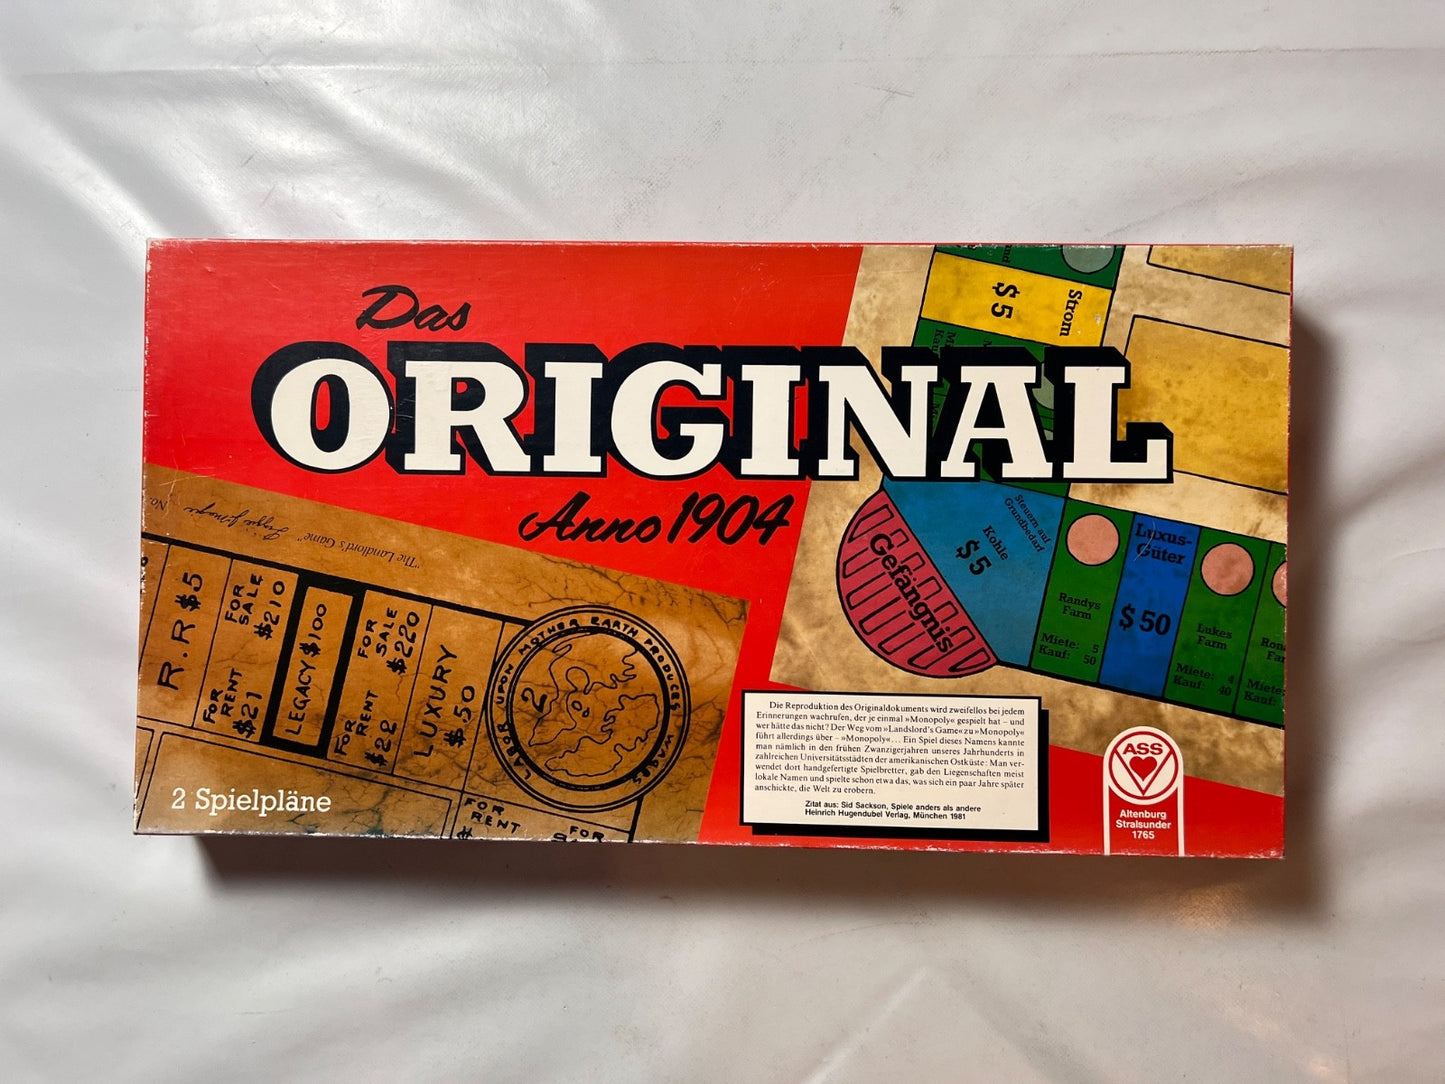 Das
ORIGINAL
Anno 1904
"The Landlord's Game"
No.
R.R $5
FOR SALE $210
FOR RENT $21
LEGACY $100
FOR SALE $220
FOR RENT $22
LUXURY $50
LABOR UPON MOTHER EARTH PRODUCES WAGES
2
FOR RENT
$
FOR
2 Spielpläne
$5
Strom
Gefängnis
Kohle
$5
Steuern auf
Grundbedarf
Randys
Farm
Miete: 5
Kauf: 50
Luxus-
Güter
$50
Lukes
Farm
Miete: 4
Kauf: 40
Miete:
Die Reproduktion des Originaldokuments wird zweifellos bei jedem
Erinnerungen wachrufen, der je einmal »Monopoly« gespielt hat – und
wer hätte das nicht? Der Weg vom »Landslord's Game« zu »Monopoly«
führt allerdings über – »Monopoly«... Ein Spiel dieses Namens kannte
man nämlich in den frühen Zwanzigerjahren unseres Jahrhunderts in
zahlreichen Universitätsstädten der amerikanischen Ostküste: Man ver-
wendet dort handgefertigte Spielbretter, gab den Liegenschaften meist
lokale Namen und spielte schon etwa das, was sich ein paar Jahre später
anschickte, die Welt zu erobern.
Zitat aus: Sid Sackson, Spiele anders als andere
Heinrich Hugendubel Verlag, München 1981
ASS
Altenburg
Stralsunder
1765